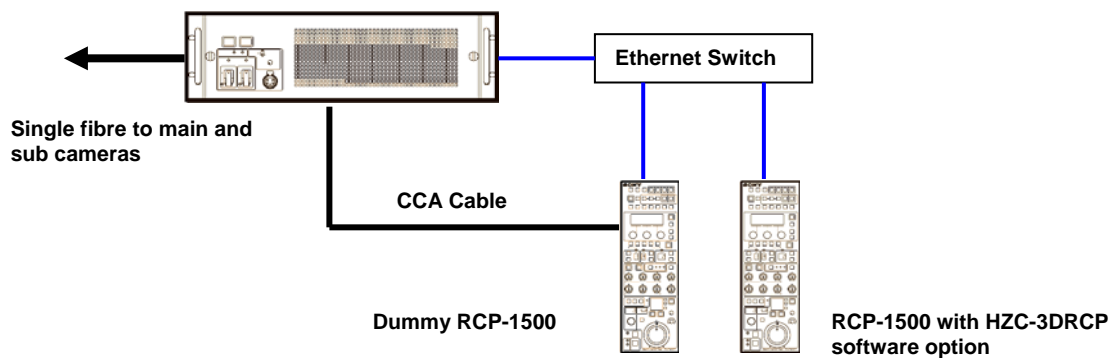 Ethernet Switch
Single fibre to main and
sub cameras
CCA Cable
Dummy RCP-1500
RCP-1500 with HZC-3DRCP
software option